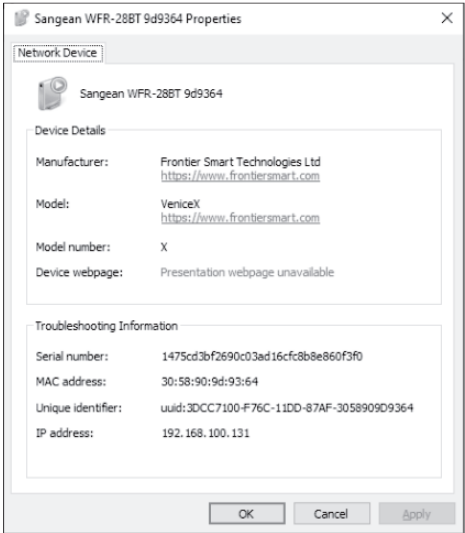 Sangean WFR-28BT 9d9364 Properties
Network Device
Sangean WFR-28BT 9d9364
Device Details
Manufacturer: Frontier Smart Technologies Ltd
https://www.frontiersmart.com
Model: VeniceX
https://www.frontiersmart.com
Model number: X
Device webpage: Presentation webpage unavailable
Troubleshooting Information
Serial number: 1475cd3bf2690c03ad16cfc8b8e860f3f0
MAC address: 30:58:90:9d:93:64
Unique identifier: uuid:3DCC7100-F76C-11DD-87AF-3058909D9364
IP address: 192.168.100.131
OK Cancel Apply